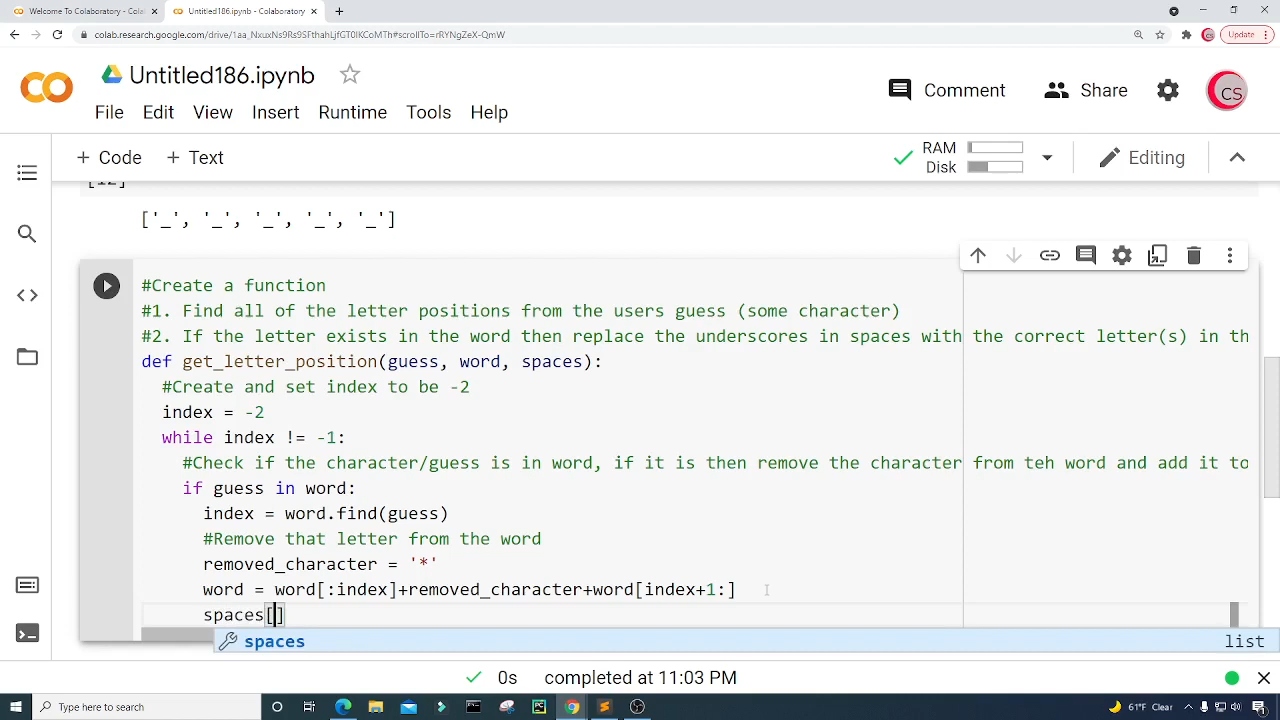 Welcome To Colaboratory - Colabora
Untitled186.ipynb - Colaboratory
colab.research.google.com/drive/1aa_NxuxNs9Rs9SFthahLjfGT0IKCoMTh#scrollTo=rRYNgZeX-QmW
Update
Untitled186.ipynb
Comment
Share
CS
File Edit View Insert Runtime Tools Help
+ Code + Text
RAM
Disk
Editing
[12]
['_', '_', '_', '_', '_']
#Create a function
#1. Find all of the letter positions from the users guess (some character)
#2. If the letter exists in the word then replace the underscores in spaces with the correct letter(s) in th
def get_letter_position(guess, word, spaces):
#Create and set index to be -2
index = -2
while index != -1:
#Check if the character/guess is in word, if it is then remove the character from teh word and add it to
if guess in word:
index = word.find(guess)
#Remove that letter from the word
removed_character = '*'
word = word[:index]+removed_character+word[index+1:]
spaces[]
spaces list
0s completed at 11:03 PM
Type here to search
67°F Clear